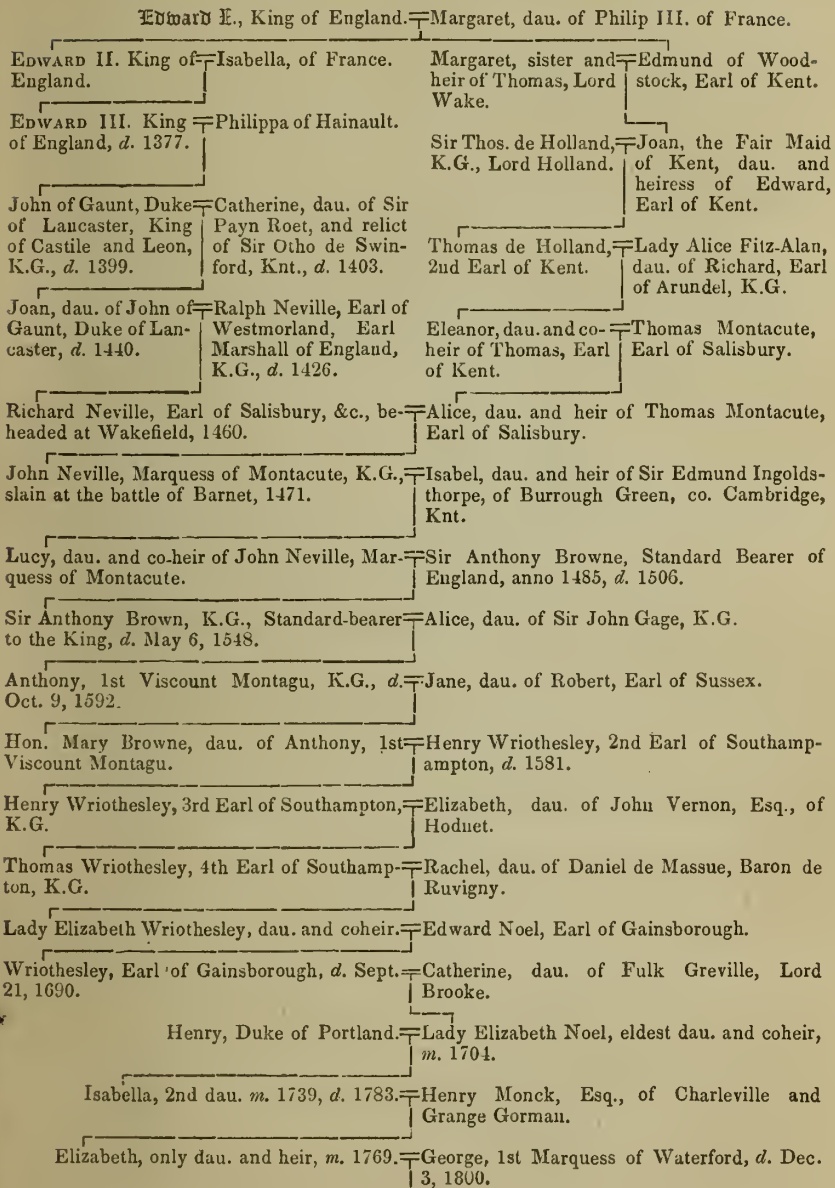 Edward I., King of England.=Margaret, dau. of Philip III. of France.
EDWARD II. King of=Isabella, of France.
England.
Margaret, sister and=Edmund of Wood-
heir of Thomas, Lord stock, Earl of Kent.
Wake.
EDWARD III. King=Philippa of Hainault.
of England, d. 1377.
Sir Thos. de Holland,=Joan, the Fair Maid
K.G., Lord Holland. of Kent, dau. and
heiress of Edward,
Earl of Kent.
John of Gaunt, Duke=Catherine, dau. of Sir
of Lancaster, King Payn Roet, and relict
of Castile and Leon, of Sir Otho de Swin-
K.G., d. 1399. ford, Knt., d. 1403.
Thomas de Holland,=Lady Alice Fitz-Alan,
2nd Earl of Kent. dau. of Richard, Earl
of Arundel, K.G.
Joan, dau. of John of=Ralph Neville, Earl of
Gaunt, Duke of Lan- Westmorland, Earl
caster, d. 1440. Marshall of England,
K.G., d. 1426.
Eleanor, dau. and co-=Thomas Montacute,
heir of Thomas, Earl Earl of Salisbury.
of Kent.
Richard Neville, Earl of Salisbury, &c., be-=Alice, dau. and heir of Thomas Montacute,
headed at Wakefield, 1460. Earl of Salisbury.
John Neville, Marquess of Montacute, K.G.,=Isabel, dau. and heir of Sir Edmund Ingolds-
slain at the battle of Barnet, 1471. thorpe, of Burrough Green, co. Cambridge,
Knt.
Lucy, dau. and co-heir of John Neville, Mar-=Sir Anthony Browne, Standard Bearer of
quess of Montacute. England, anno 1485, d. 1506.
Sir Anthony Brown, K.G., Standard-bearer=Alice, dau. of Sir John Gage, K.G.
to the King, d. May 6, 1548.
Anthony, 1st Viscount Montagu, K.G., d.=Jane, dau. of Robert, Earl of Sussex.
Oct. 9, 1592.
Hon. Mary Browne, dau. of Anthony, 1st=Henry Wriothesley, 2nd Earl of Southamp-
Viscount Montagu. ampton, d. 1581.
Henry Wriothesley, 3rd Earl of Southampton,=Elizabeth, dau. of John Vernon, Esq., of
K.G. Hodnet.
Thomas Wriothesley, 4th Earl of Southamp-=Rachel, dau. of Daniel de Massue, Baron de
ton, K.G. Ruvigny.
Lady Elizabeth Wriothesley, dau. and coheir.=Edward Noel, Earl of Gainsborough.
Wriothesley, Earl of Gainsborough, d. Sept.=Catherine, dau. of Fulk Greville, Lord
21, 1690. Brooke.
Henry, Duke of Portland.=Lady Elizabeth Noel, eldest dau. and coheir,
m. 1704.
Isabella, 2nd dau. m. 1739, d. 1783.=Henry Monck, Esq., of Charleville and
Grange Gorman.
Elizabeth, only dau. and heir, m. 1769.=George, 1st Marquess of Waterford, d. Dec.
3, 1800.